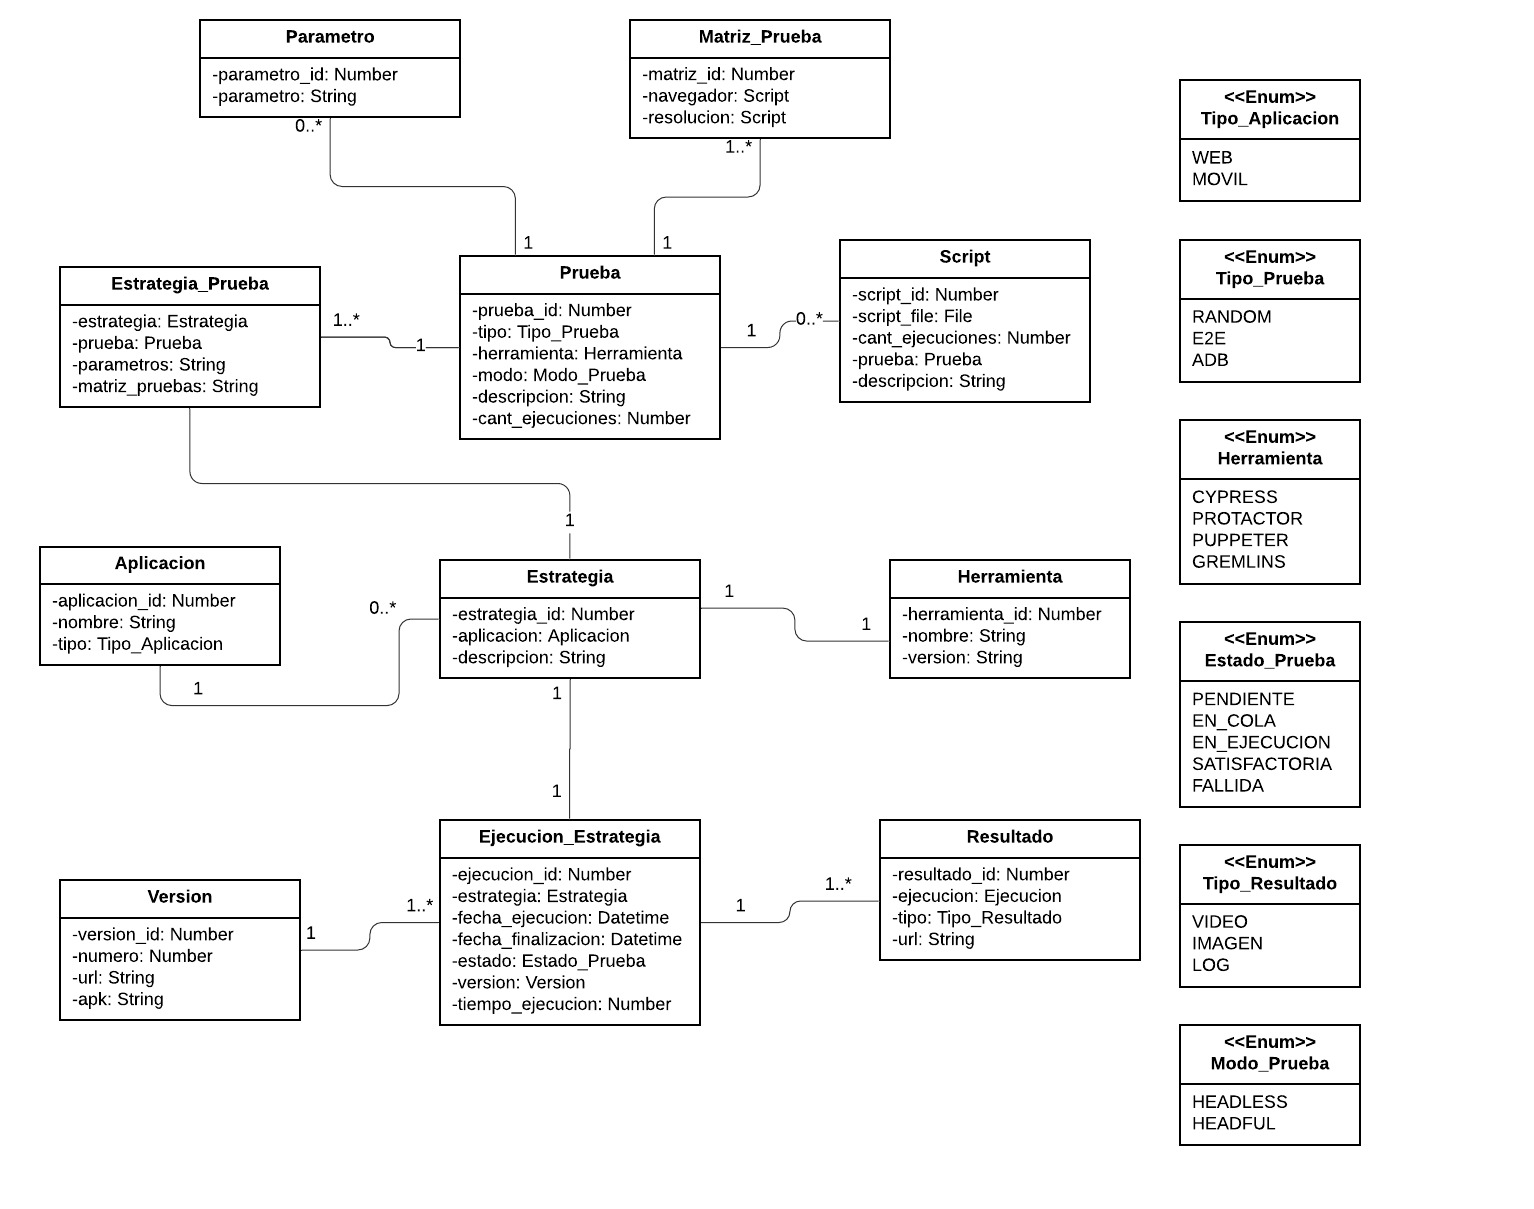 Parametro
-parametro_id: Number
-parametro: String
0..*
1
Matriz_Prueba
-matriz_id: Number
-navegador: Script
-resolucion: Script
1..*
1
Estrategia_Prueba
-estrategia: Estrategia
-prueba: Prueba
-parametros: String
-matriz_pruebas: String
1..*
1
Prueba
-prueba_id: Number
-tipo: Tipo_Prueba
-herramienta: Herramienta
-modo: Modo_Prueba
-descripcion: String
-cant_ejecuciones: Number
1
0..*
Script
-script_id: Number
-script_file: File
-cant_ejecuciones: Number
-prueba: Prueba
-descripcion: String
1
Aplicacion
-aplicacion_id: Number
-nombre: String
-tipo: Tipo_Aplicacion
1
0..*
Estrategia
-estrategia_id: Number
-aplicacion: Aplicacion
-descripcion: String
1
1
Herramienta
-herramienta_id: Number
-nombre: String
-version: String
1
1
Version
-version_id: Number
-numero: Number
-url: String
-apk: String
1
1..*
Ejecucion_Estrategia
-ejecucion_id: Number
-estrategia: Estrategia
-fecha_ejecucion: Datetime
-fecha_finalizacion: Datetime
-estado: Estado_Prueba
-version: Version
-tiempo_ejecucion: Number
1
1..*
Resultado
-resultado_id: Number
-ejecucion: Ejecucion
-tipo: Tipo_Resultado
-url: String
<<Enum>>
Tipo_Aplicacion
WEB
MOVIL
<<Enum>>
Tipo_Prueba
RANDOM
E2E
ADB
<<Enum>>
Herramienta
CYPRESS
PROTACTOR
PUPPETER
GREMLINS
<<Enum>>
Estado_Prueba
PENDIENTE
EN_COLA
EN_EJECUCION
SATISFACTORIA
FALLIDA
<<Enum>>
Tipo_Resultado
VIDEO
IMAGEN
LOG
<<Enum>>
Modo_Prueba
HEADLESS
HEADFUL